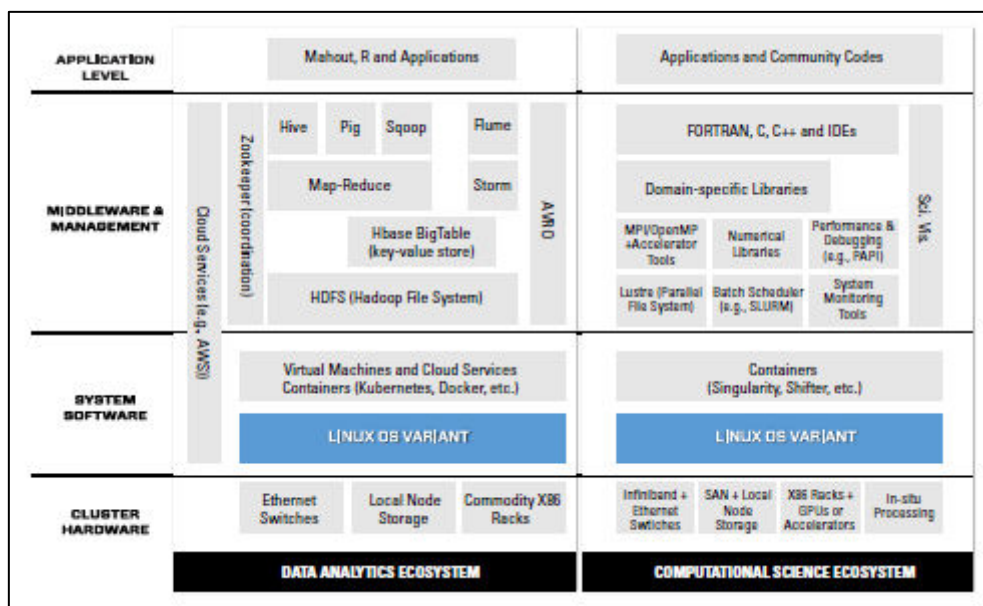 APPLICATION
LEVEL
Mahout, R and Applications
Applications and Community Codes
MIDDLEWARE &
MANAGEMENT
Cloud Services (e.g., AWS))
Zookeeper (coordination)
Hive
Pig
Sqoop
Flume
Map-Reduce
Storm
Hbase BigTable
(key-value store)
HDFS (Hadoop File System)
AVRO
FORTRAN, C, C++ and IDEs
Domain-specific Libraries
MPI/OpenMP
+Accelerator
Tools
Numerical
Libraries
Performance &
Debugging
(e.g., PAPI)
Lustre (Parallel
File System)
Batch Scheduler
(e.g., SLURM)
System
Monitoring
Tools
Sci. Vis.
SYSTEM
SOFTWARE
Virtual Machines and Cloud Services
Containers (Kubernetes, Docker, etc.)
LINUX OS VARIANT
Containers
(Singularity, Shifter, etc.)
LINUX OS VARIANT
CLUSTER
HARDWARE
Ethernet
Switches
Local Node
Storage
Commodity X86
Racks
Infiniband +
Ethernet
Swtiches
SAN + Local
Node
Storage
X86 Racks +
GPUs or
Accelerators
In-situ
Processing
DATA ANALYTICS ECOSYSTEM
COMPUTATIONAL SCIENCE ECOSYSTEM